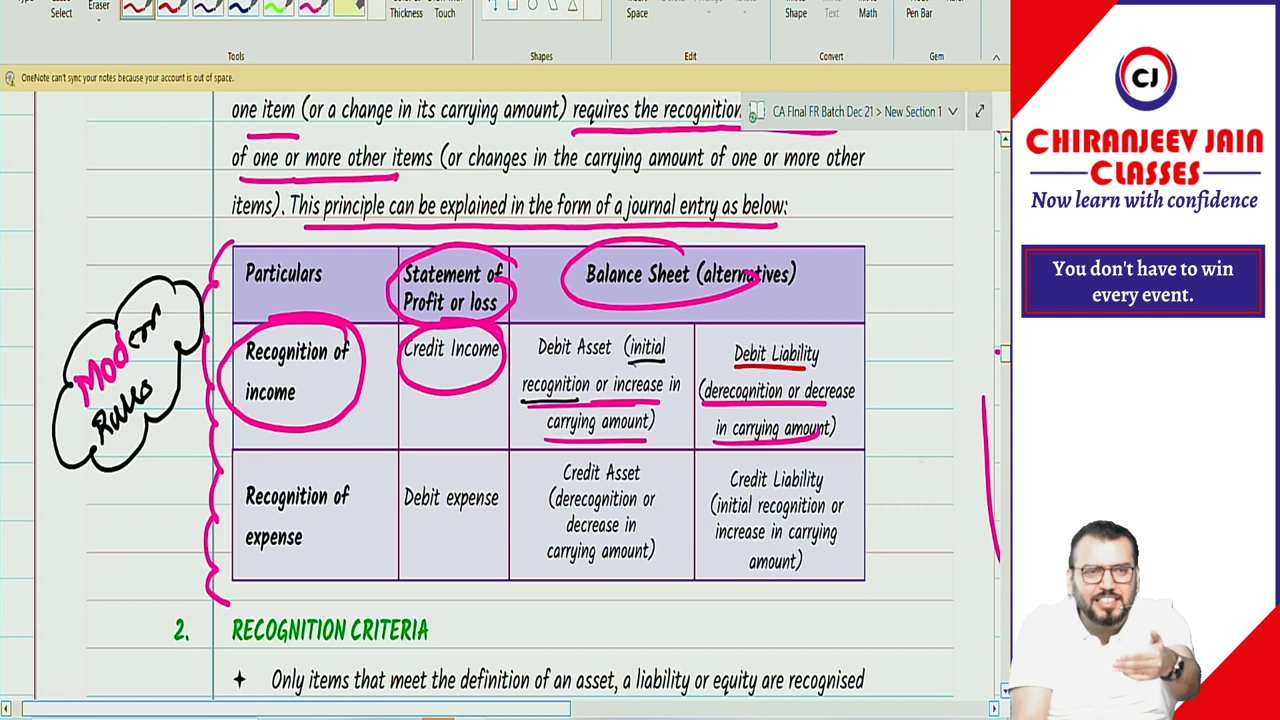 Eraser
Select
Thickness
Touch
Space
Shape
Text
Math
Pen Bar
Tools
Shapes
Edit
Convert
Gem
OneNote can't sync your notes because your account is out of space.
CA FInal FR Batch Dec 21 > New Section 1
one item (or a change in its carrying amount) requires the recognition
of one or more other items (or changes in the carrying amount of one or more other
items). This principle can be explained in the form of a journal entry as below:
Particulars
Statement of
Profit or loss
Balance Sheet (alternatives)
Recognition of
income
Credit Income
Debit Asset (initial
recognition or increase in
carrying amount)
Debit Liability
(derecognition or decrease
in carrying amount)
Recognition of
expense
Debit expense
Credit Asset
(derecognition or
decrease in
carrying amount)
Credit Liability
(initial recognition or
increase in carrying
amount)
Rules
2. RECOGNITION CRITERIA
Only items that meet the definition of an asset, a liability or equity are recognised
CJ
CHIRANJEEV JAIN
CLASSES
Now learn with confidence
You don't have to win
every event.